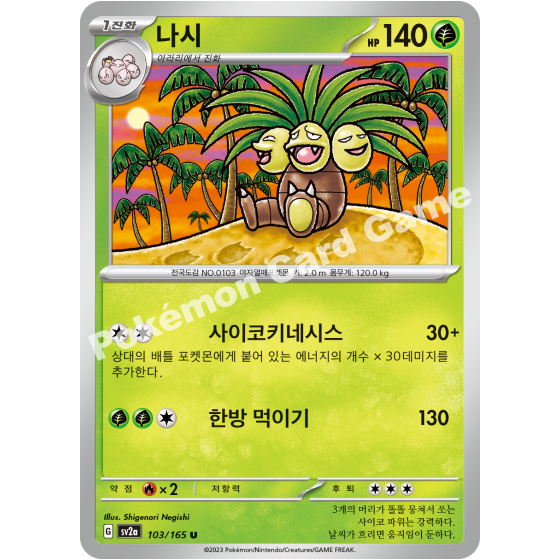 1진화
나시
HP 140
아라리에서 진화
전국도감 NO.0103 야자열매포켓몬 키: 2.0 m 몸무게: 120.0 kg
Pokémon Card Game
사이코키네시스 30+
상대의 배틀 포켓몬에게 붙어 있는 에너지의 개수 × 30데미지를
추가한다.
한방 먹이기 130
약점 ×2 저항력 후퇴
Illus. Shigenori Negishi
G sv2a 103/165 U
3개의 머리가 똘똘 뭉쳐서 쏘는
사이코 파워는 강력하다.
날씨가 흐리면 움직임이 둔하다.
©2023 Pokémon/Nintendo/Creatures/GAME FREAK.